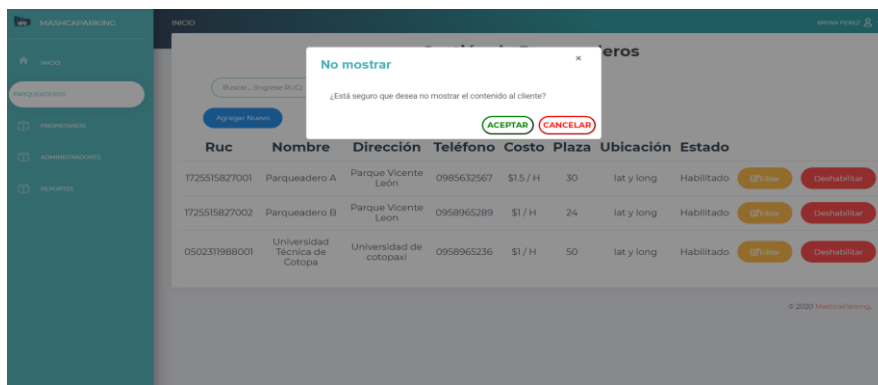 MASHCAPARKING
INICIO
BRYAN PEREZ
INICIO
PARQUEADEROS
PROPIETARIOS
ADMINISTRADORES
REPORTES
eros
No mostrar
×
¿Está seguro que desea no mostrar el contenido al cliente?
ACEPTAR CANCELAR
Buscar... (Ingrese RUC)
Agregar Nuevo
Ruc Nombre Dirección Teléfono Costo Plaza Ubicación Estado
1725515827001 Parqueadero A Parque Vicente León 0985632567 $1.5 / H 30 lat y long Habilitado Editar Deshabilitar
1725515827002 Parqueadero B Parque Vicente Leon 0958965289 $1 / H 24 lat y long Habilitado Editar Deshabilitar
0502311988001 Universidad Técnica de Cotopa Universidad de cotopaxi 0958965236 $1 / H 50 lat y long Habilitado Editar Deshabilitar
© 2020 MashcaParking.